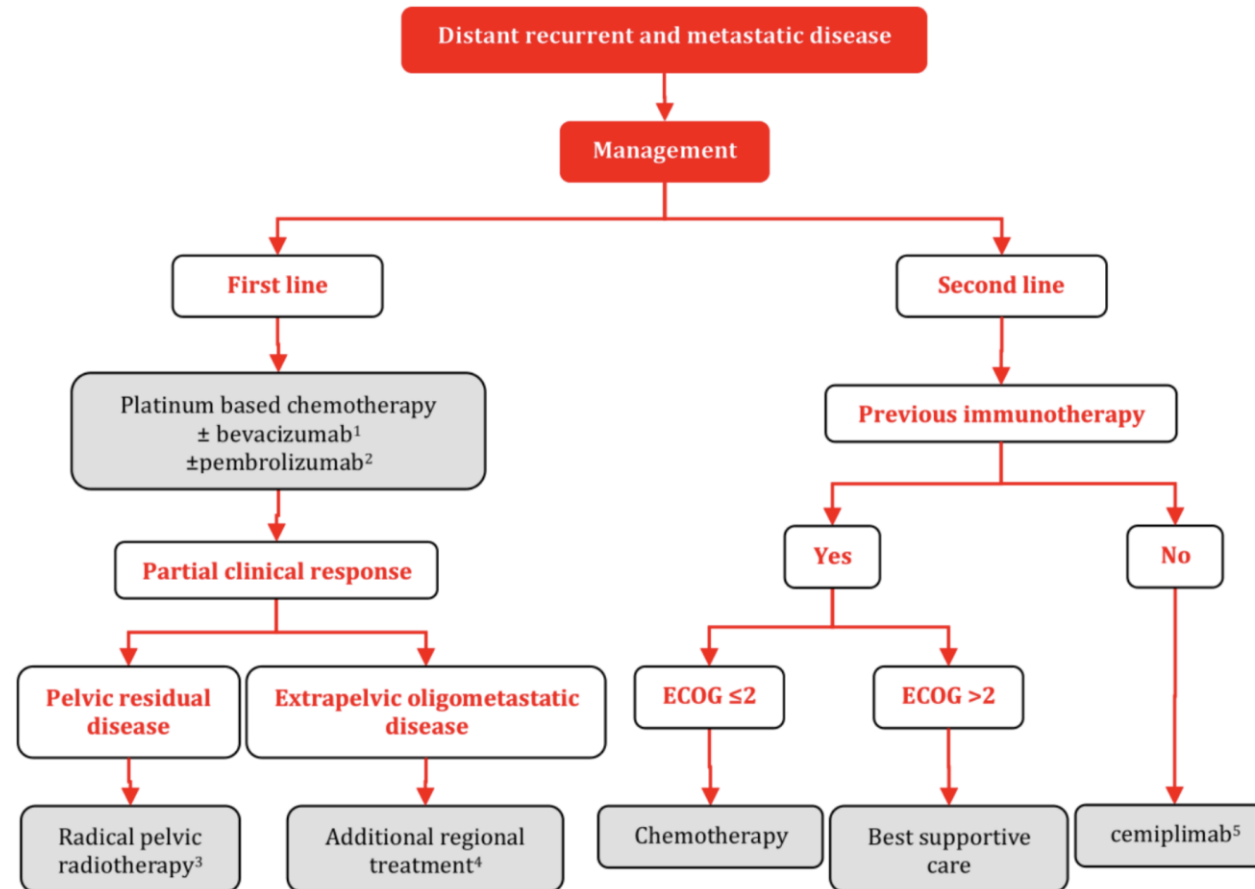 Distant recurrent and metastatic disease
Management
First line
Second line
Platinum based chemotherapy
± bevacizumab¹
±pembrolizumab²
Previous immunotherapy
Partial clinical response
Yes
No
Pelvic residual
disease
Extrapelvic oligometastatic
disease
ECOG ≤2
ECOG >2
Radical pelvic
radiotherapy³
Additional regional
treatment⁴
Chemotherapy
Best supportive
care
cemiplimab⁵